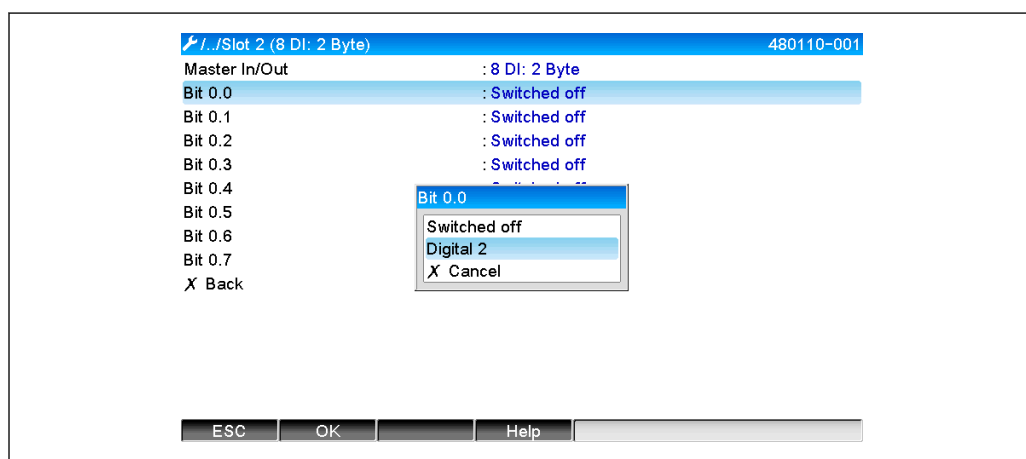 /../Slot 2 (8 DI: 2 Byte) 480110-001
Master In/Out : 8 DI: 2 Byte
Bit 0.0 : Switched off
Bit 0.1 : Switched off
Bit 0.2 : Switched off
Bit 0.3 : Switched off
Bit 0.4
Bit 0.5
Bit 0.6
Bit 0.7
X Back
Bit 0.0
Switched off
Digital 2
X Cancel
ESC OK Help